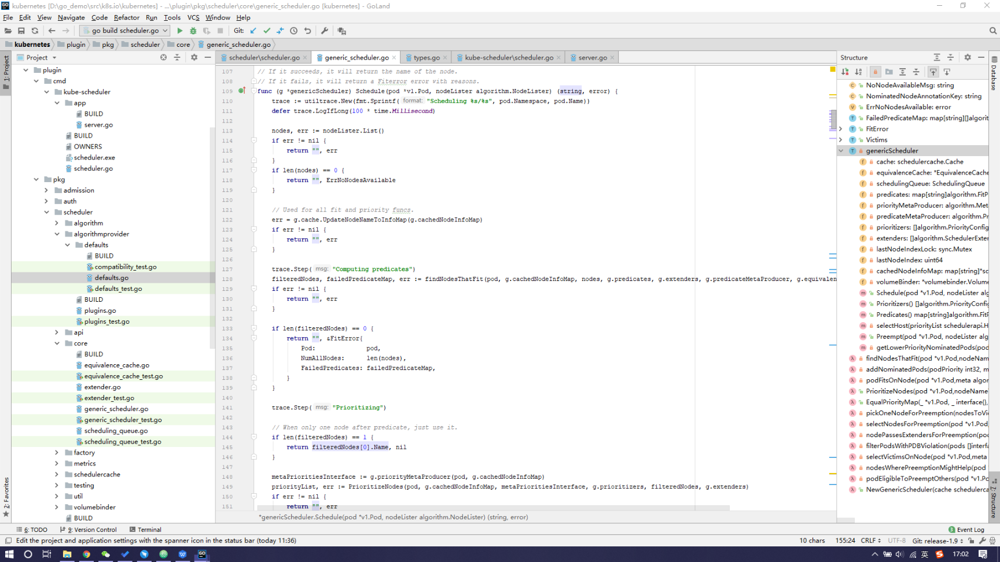 kubernetes [D:\go_demo\src\k8s.io\kubernetes] - ...\plugin\pkg\scheduler\core\generic_scheduler.go [kubernetes] - GoLand
File Edit View Navigate Code Refactor Run Tools VCS Window Help
go build scheduler.go Git:
kubernetes plugin pkg scheduler core generic_scheduler.go
1: Project
Project
plugin
cmd
kube-scheduler
app
BUILD
server.go
BUILD
OWNERS
scheduler.exe
scheduler.go
pkg
admission
auth
scheduler
algorithm
algorithmprovider
defaults
BUILD
compatibility_test.go
defaults.go
defaults_test.go
BUILD
plugins.go
plugins_test.go
api
core
BUILD
equivalence_cache.go
equivalence_cache_test.go
extender.go
extender_test.go
generic_scheduler.go
generic_scheduler_test.go
scheduling_queue.go
scheduling_queue_test.go
factory
metrics
schedulercache
testing
util
volumebinder
BUILD
2: Favorites
scheduler\scheduler.go generic_scheduler.go types.go kube-scheduler\scheduler.go server.go
107 // If it succeeds, it will return the name of the node.
108 // If it fails, it will return a Fiterror error with reasons.
109 func (g *genericScheduler) Schedule(pod *v1.Pod, nodeLister algorithm.NodeLister) (string, error) {
110 trace := utiltrace.New(fmt.Sprintf( format: "Scheduling %s/%s", pod.Namespace, pod.Name))
111 defer trace.LogIfLong(100 * time.Millisecond)
112
113 nodes, err := nodeLister.List()
114 if err != nil {
115 return "", err
116 }
117 if len(nodes) == 0 {
118 return "", ErrNoNodesAvailable
119 }
120
121 // Used for all fit and priority funcs.
122 err = g.cache.UpdateNodeNameToInfoMap(g.cachedNodeInfoMap)
123 if err != nil {
124 return "", err
125 }
126
127 trace.Step( msg: "Computing predicates")
128 filteredNodes, failedPredicateMap, err := findNodesThatFit(pod, g.cachedNodeInfoMap, nodes, g.predicates, g.extenders, g.predicateMetaProducer, g.equivalen
129 if err != nil {
130 return "", err
131 }
132
133 if len(filteredNodes) == 0 {
134 return "", &FitError{
135 Pod: pod,
136 NumAllNodes: len(nodes),
137 FailedPredicates: failedPredicateMap,
138 }
139 }
140
141 trace.Step( msg: "Prioritizing")
142
143 // When only one node after predicate, just use it.
144 if len(filteredNodes) == 1 {
145 return filteredNodes[0].Name, nil
146 }
147
148 metaPrioritiesInterface := g.priorityMetaProducer(pod, g.cachedNodeInfoMap)
149 priorityList, err := PrioritizeNodes(pod, g.cachedNodeInfoMap, metaPrioritiesInterface, g.prioritizers, filteredNodes, g.extenders)
150 if err != nil {
151 return "", err
*genericScheduler.Schedule(pod *v1.Pod, nodeLister algorithm.NodeLister) (string, error)
Structure
NoNodeAvailableMsg: string
NominatedNodeAnnotationKey: string
ErrNoNodesAvailable: error
FailedPredicateMap: map[string][]algorit
FitError
Victims
genericScheduler
cache: schedulercache.Cache
equivalenceCache: *EquivalenceCache
schedulingQueue: SchedulingQueue
predicates: map[string]algorithm.FitP
priorityMetaProducer: algorithm.Met
predicateMetaProducer: algorithm.Pr
prioritizers: []algorithm.PriorityConfig
extenders: []algorithm.SchedulerExten
lastNodeIndexLock: sync.Mutex
lastNodeIndex: uint64
cachedNodeInfoMap: map[string]*sc
volumeBinder: *volumebinder.Volume
Schedule(pod *v1.Pod, nodeLister alg
Prioritizers() []algorithm.PriorityConfig
Predicates() map[string]algorithm.FitP
selectHost(priorityList schedulerapi.H
Preempt(pod *v1.Pod, nodeLister alg
getLowerPriorityNominatedPods(pod
findNodesThatFit(pod *v1.Pod,nodeNam
addNominatedPods(podPriority int32, m
podFitsOnNode(pod *v1.Pod,meta algor
PrioritizeNodes(pod *v1.Pod,nodeName
EqualPriorityMap(_ *v1.Pod, _ interface{},
pickOneNodeForPreemption(nodesToVi
selectNodesForPreemption(pod *v1.Pod,
nodePassesExtendersForPreemption(pod
filterPodsWithPDBViolation(pods []interfa
selectVictimsOnNode(pod *v1.Pod,meta
nodesWherePreemptionMightHelp(pod
podEligibleToPreemptOthers(pod *v1.Po
NewGenericScheduler(cache schedulerca
Database
7: Structure
6: TODO 9: Version Control Terminal
3 Event Log
Edit the project and application settings with the spanner icon in the status bar (today 11:36)
10 chars 155:24 CRLF UTF-8 Git: release-1.9
英 17:02